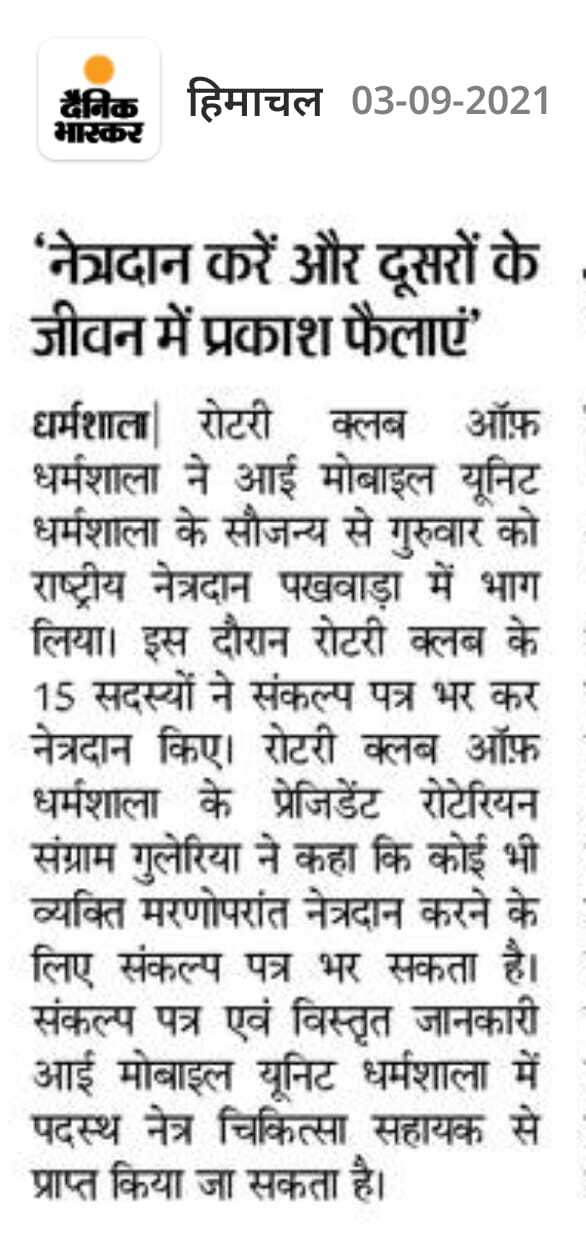 दैनिक
भास्कर
हिमाचल 03-09-2021
‘नेत्रदान करें और दूसरों के
जीवन में प्रकाश फैलाएं’
धर्मशाला| रोटरी क्लब ऑफ़
धर्मशाला ने आई मोबाइल यूनिट
धर्मशाला के सौजन्य से गुरुवार को
राष्ट्रीय नेत्रदान पखवाड़ा में भाग
लिया। इस दौरान रोटरी क्लब के
15 सदस्यों ने संकल्प पत्र भर कर
नेत्रदान किए। रोटरी क्लब ऑफ़
धर्मशाला के प्रेजिडेंट रोटेरियन
संग्राम गुलेरिया ने कहा कि कोई भी
व्यक्ति मरणोपरांत नेत्रदान करने के
लिए संकल्प पत्र भर सकता है।
संकल्प पत्र एवं विस्तृत जानकारी
आई मोबाइल यूनिट धर्मशाला में
पदस्थ नेत्र चिकित्सा सहायक से
प्राप्त किया जा सकता है।